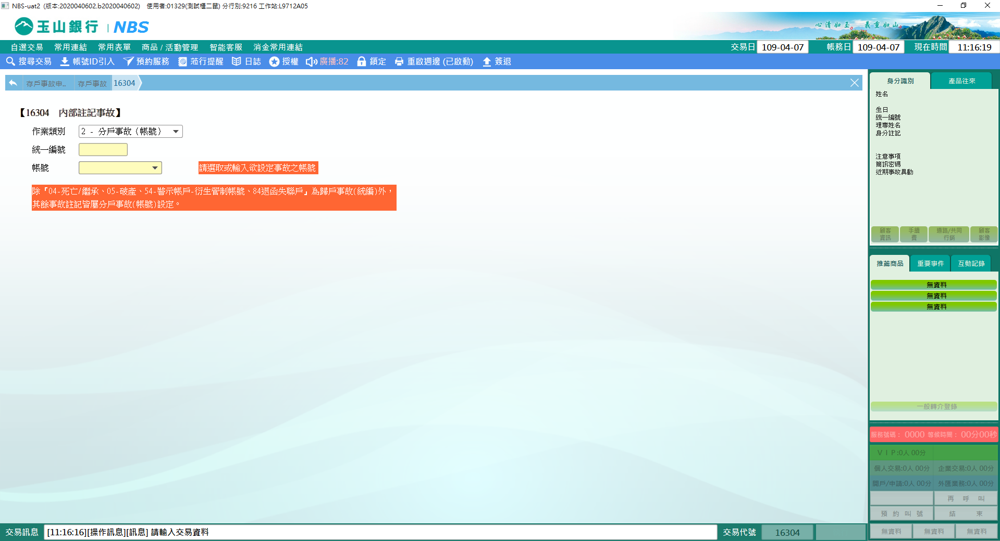 NBS-uat2 (版本:2020040602.b2020040602) 使用者:01329(測試櫃二鼠) 分行別:9216 工作站:L9712A05
玉山銀行 | NBS
心清如玉。義重如山。
自選交易 常用連結 常用表單 商品 / 活動管理 智能客服 消金常用連結
交易日 109-04-07 帳務日 109-04-07 現在時間 11:16:19
搜尋交易 帳號ID引入 預約服務 蒞行提醒 日誌 授權 廣播:82 鎖定 重啟週邊 (已啟動) 簽退
存戶事故申.. 存戶事故 16304
【16304 內部註記事故】
作業類別 2 - 分戶事故（帳號）
統一編號
帳號 請選取或輸入欲設定事故之帳號
除『04-死亡/繼承、05-破產、54-警示帳戶-衍生管制帳號、84退函失聯戶』為歸戶事故(統編)外，
其餘事故註記皆屬分戶事故(帳號)設定。
身分識別 產品往來
姓名
生日
統一編號
理專姓名
身分註記
注意事項
簡訊密碼
近期事故異動
顧客資訊 手續費 通路/共同行銷 顧客影像
推薦商品 重要事件 互動記錄
無資料
無資料
無資料
一般轉介登錄
服務號碼： 0000 等候時間： 00分00秒
ＶＩＰ:0人 00分
個人交易:0人 00分 企業交易:0人 00分
開戶/申請:0人 00分 外匯業務:0人 00分
再 呼 叫
預 約 叫 號 結 束
無資料 無資料 無資料
交易訊息 [11:16:16][操作訊息][訊息] 請輸入交易資料 交易代號 16304